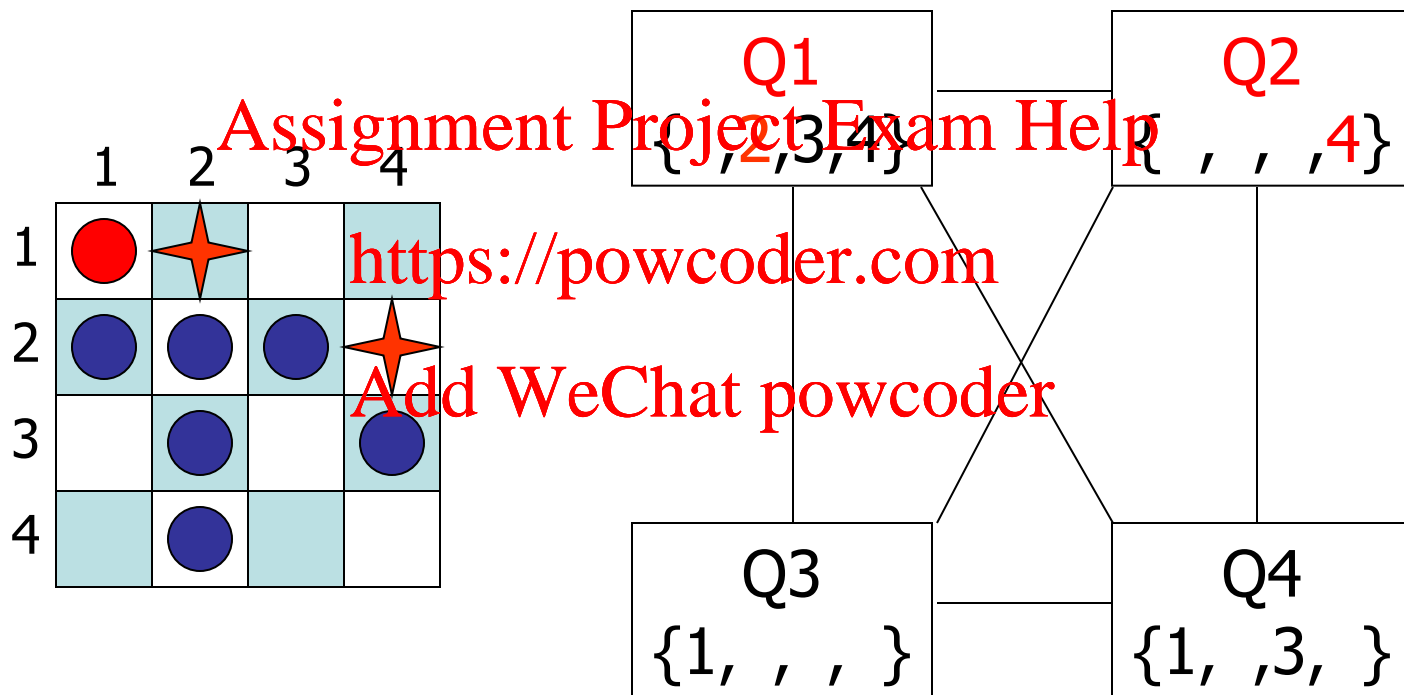 Q1
Q2
Assignment Project Exam Help
{ ,2,3,4}
{ , , ,4}
1 2 3 4
1
https://powcoder.com
2
Add WeChat powcoder
3
4
Q3
Q4
{1, , , }
{1, ,3, }